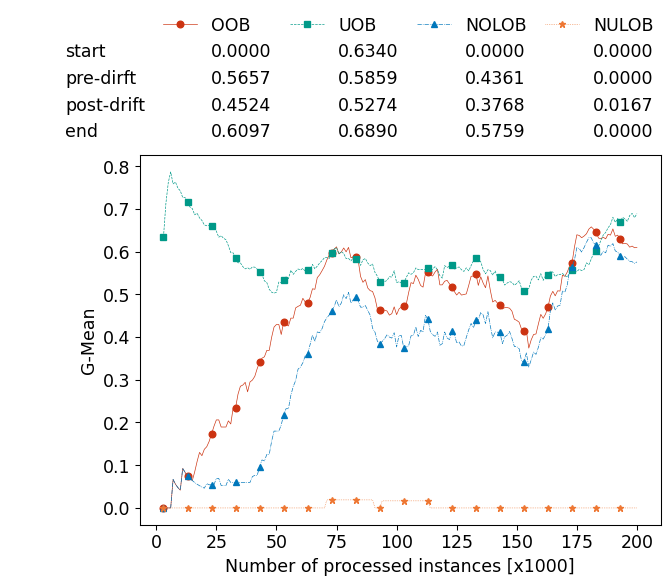 OOB UOB NOLOB NULOB
start 0.0000 0.6340 0.0000 0.0000
pre-dirft 0.5657 0.5859 0.4361 0.0000
post-drift 0.4524 0.5274 0.3768 0.0167
end 0.6097 0.6890 0.5759 0.0000
0.8
0.7
0.6
0.5
0.4
0.3
0.2
0.1
0.0
G-Mean
0 25 50 75 100 125 150 175 200
Number of processed instances [x1000]